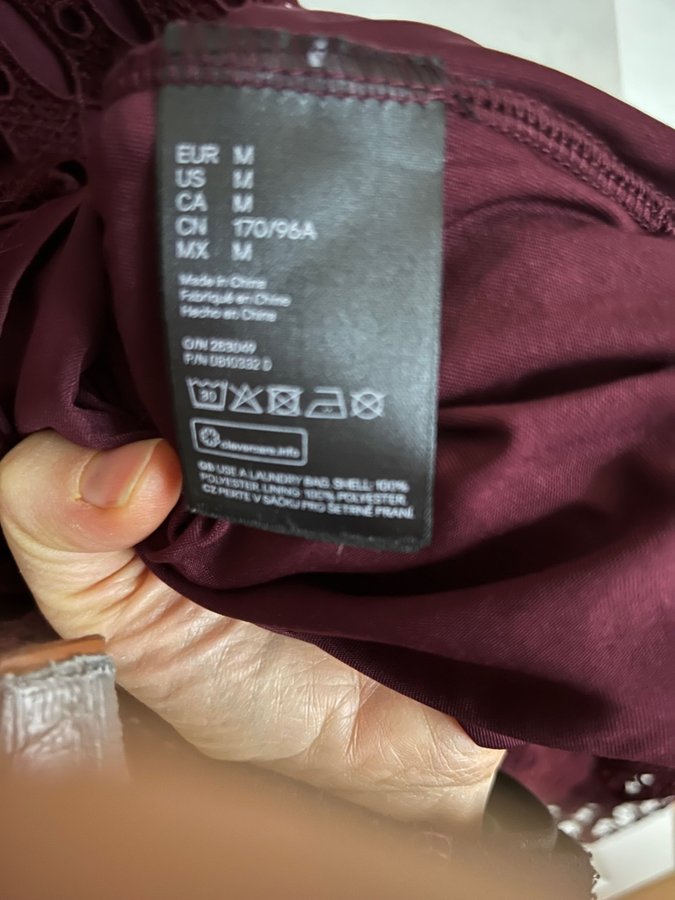 EUR M
US M
CA M
CN 170/96A
MX M
Made in China
Fabriqué en Chine
Hecho en China
O/N 283049
P/N 0810332 D
30
clevercare.info
GB USE A LAUNDRY BAG. SHELL: 100%
POLYESTER. LINING: 100% POLYESTER
CZ PERTE V SÁČKU PRO ŠETRNÉ PRANÍ.